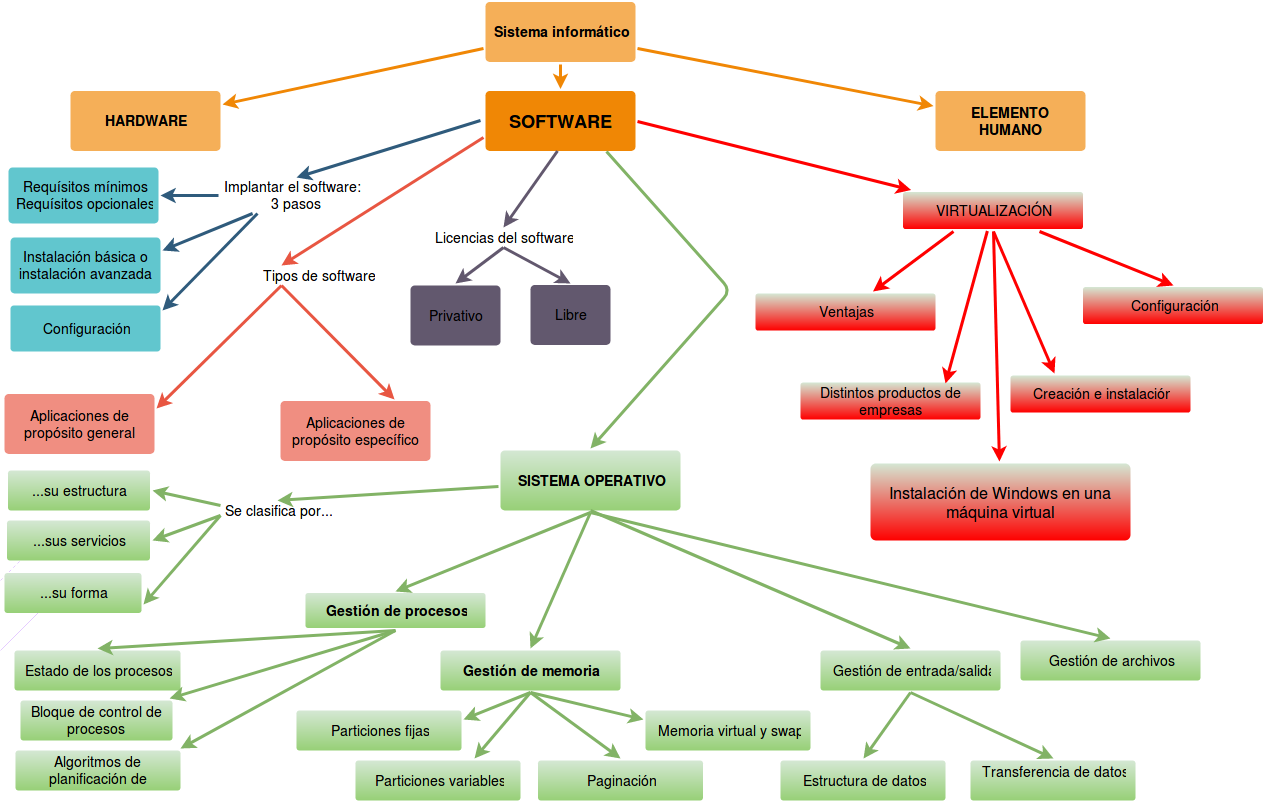 Sistema informático
HARDWARE
SOFTWARE
ELEMENTO
HUMANO
Requísitos mínimos
Requísitos opcionales
Implantar el software:
3 pasos
Instalación básica o
instalación avanzada
Configuración
Tipos de software
Aplicaciones de
propósito general
Aplicaciones de
propósito específico
Licencias del software
Privativo
Libre
VIRTUALIZACIÓN
Ventajas
Configuración
Distintos productos de
empresas
Creación e instalaciór
Instalación de Windows en una
máquina virtual
SISTEMA OPERATIVO
Se clasifica por...
...su estructura
...sus servicios
...su forma
Gestión de procesos
Estado de los procesos
Bloque de control de
procesos
Algoritmos de
planificación de
Gestión de memoria
Particiones fijas
Memoria virtual y swap
Particiones variables
Paginación
Gestión de entrada/salida
Estructura de datos
Transferencia de datos
Gestión de archivos